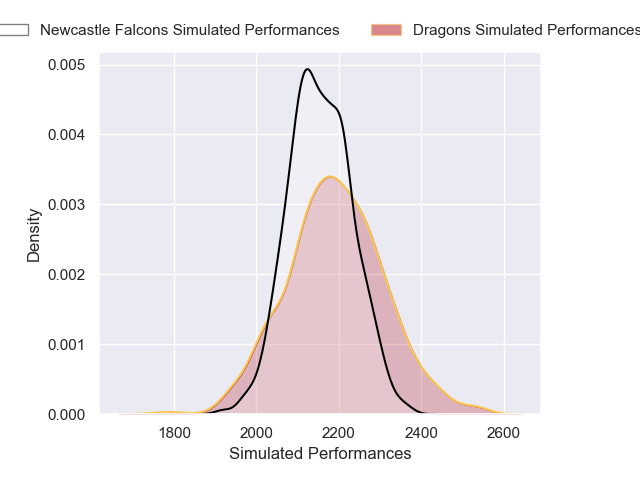 Newcastle Falcons Simulated Performances
Dragons Simulated Performances
0.005
0.004
0.003
0.002
0.001
0.000
Density
1800
2000
2200
2400
2600
Simulated Performances